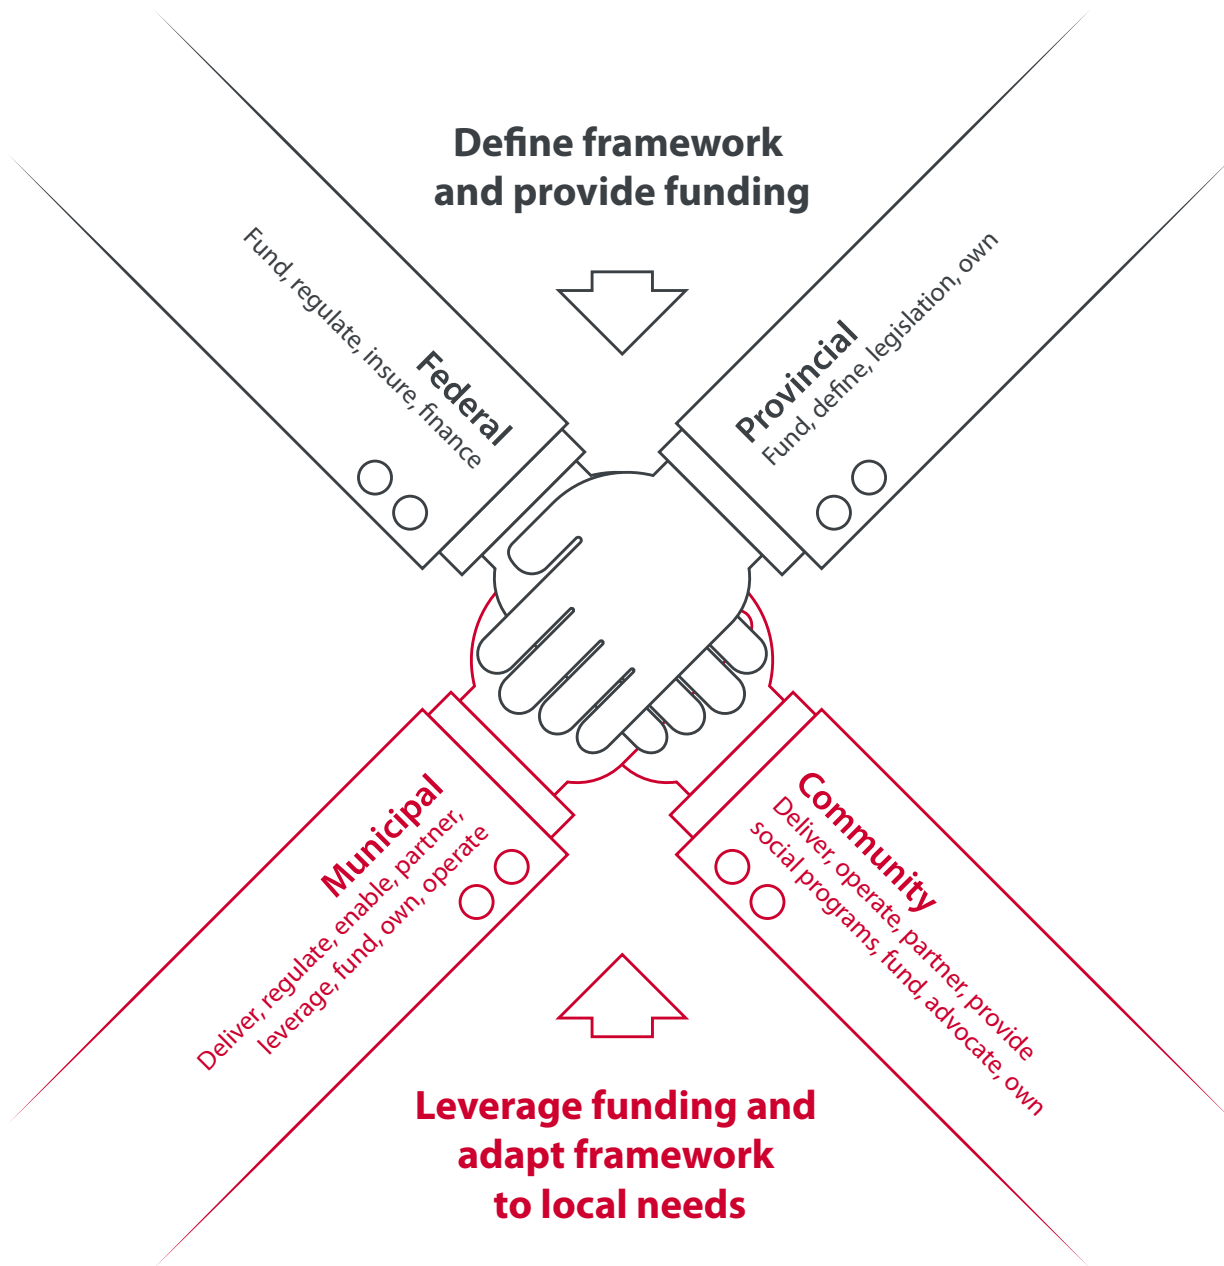 Define framework
and provide funding
Federal
Fund, regulate, insure, finance
Provincial
Fund, define, legislation, own
Municipal
Deliver, regulate, enable, partner,
leverage, fund, own, operate
Community
Deliver, operate, partner, provide
social programs, fund, advocate, own
Leverage funding and
adapt framework
to local needs